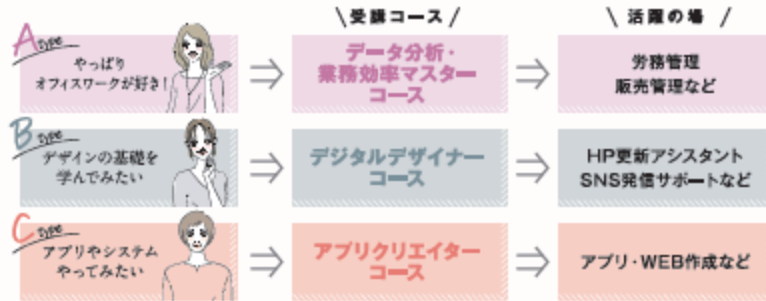 \ 受講コース /
\ 活躍の場 /
A type
やっぱり
オフィスワークが好き!
データ分析・
業務効率マスター
コース
労務管理
販売管理など
B type
デザインの基礎を
学んでみたい
デジタルデザイナー
コース
HP更新アシスタント
SNS発信サポートなど
C type
アプリやシステム
やってみたい
アプリクリエイター
コース
アプリ・WEB作成など